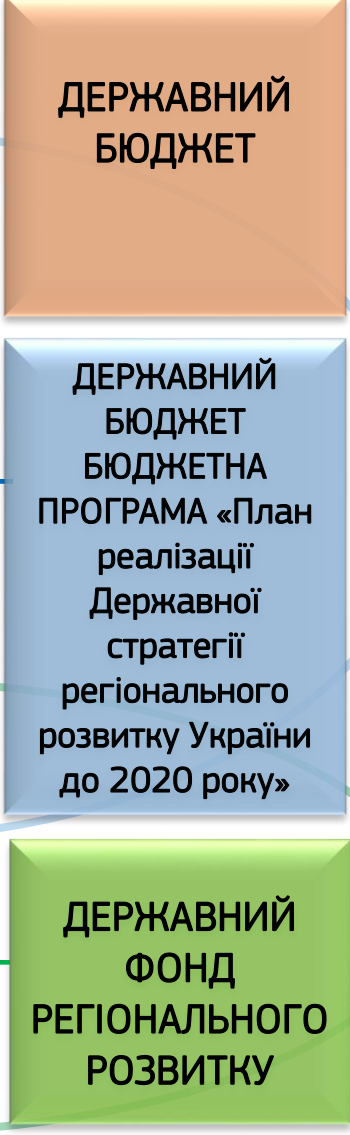 ДЕРЖАВНИЙ
БЮДЖЕТ
ДЕРЖАВНИЙ
БЮДЖЕТ
БЮДЖЕТНА
ПРОГРАМА «План
реалізації
Державної
стратегії
регіонального
розвитку України
до 2020 року»
ДЕРЖАВНИЙ
ФОНД
РЕГІОНАЛЬНОГО
РОЗВИТКУ